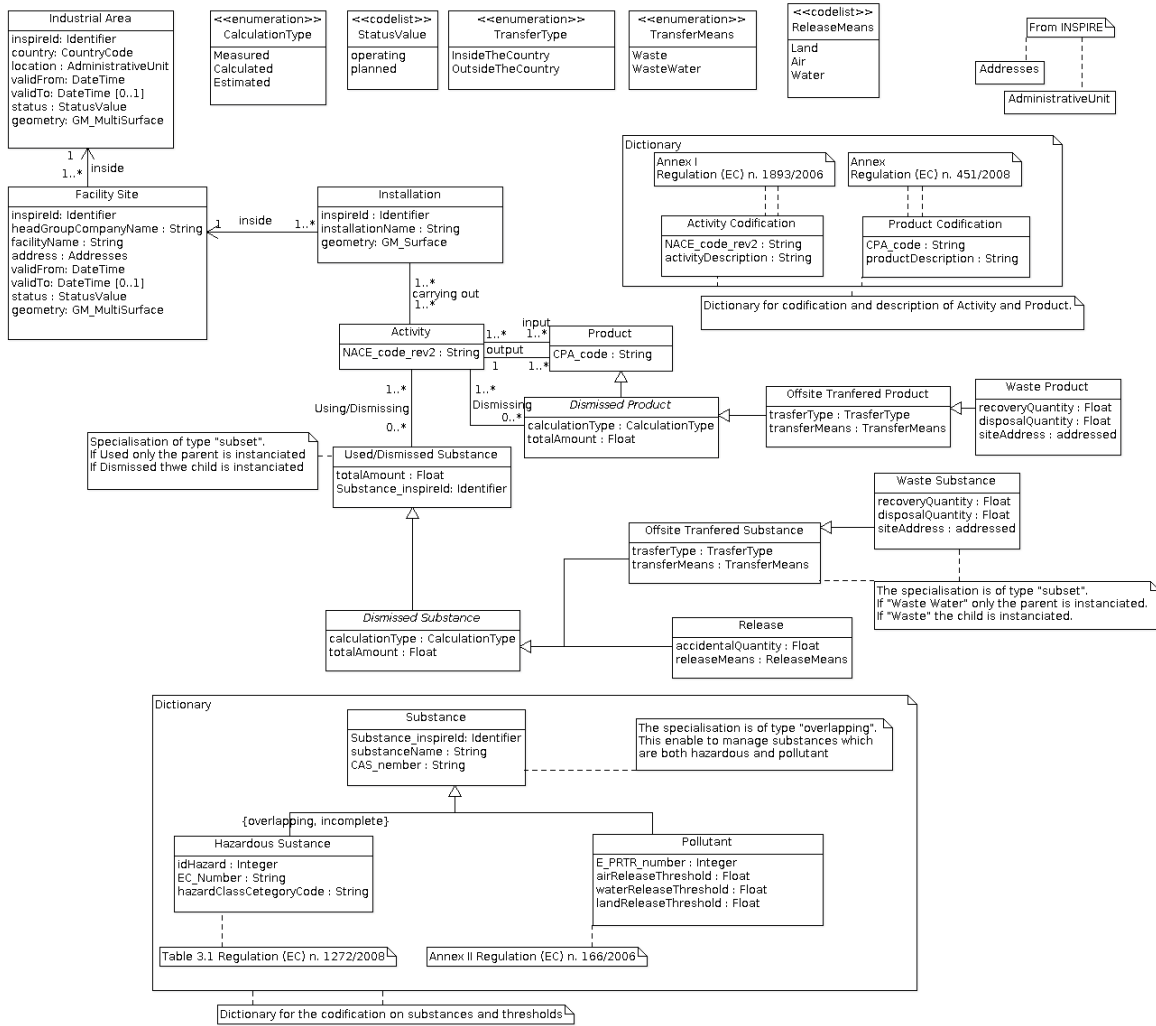 Industrial Area
inspireId: Identifier
country: CountryCode
location : AdministrativeUnit
validFrom: DateTime
validTo: DateTime [0..1]
status : StatusValue
geometry: GM_MultiSurface
<<enumeration>>
CalculationType
Measured
Calculated
Estimated
<<codelist>>
StatusValue
operating
planned
<<enumeration>>
TransferType
InsideTheCountry
OutsideTheCountry
<<enumeration>>
TransferMeans
Waste
WasteWater
<<codelist>>
ReleaseMeans
Land
Air
Water
From INSPIRE
Addresses
AdministrativeUnit
1
inside
1..*
Facility Site
inspireId: Identifier
headGroupCompanyName : String
facilityName : String
address : Addresses
validFrom: DateTime
validTo: DateTime [0..1]
status : StatusValue
geometry: GM_MultiSurface
1
inside
1..*
Installation
inspireId : Identifier
installationName : String
geometry: GM_Surface
Dictionary
Annex I
Regulation (EC) n. 1893/2006
Annex
Regulation (EC) n. 451/2008
Activity Codification
NACE_code_rev2 : String
activityDescription : String
Product Codification
CPA_code : String
productDescription : String
Dictionary for codification and description of Activity and Product.
1..*
carrying out
1..*
Activity
NACE_code_rev2 : String
input
1..*
1..*
output
1
1..*
Product
CPA_code : String
1..*
Using/Dismissing
0..*
1..*
Dismissing
0..*
Dismissed Product
calculationType : CalculationType
totalAmount : Float
Offsite Tranfered Product
trasferType : TrasferType
transferMeans : TransferMeans
Waste Product
recoveryQuantity : Float
disposalQuantity : Float
siteAddress : addressed
Specialisation of type "subset".
If Used only the parent is instanciated
If Dismissed thwe child is instanciated
Used/Dismissed Substance
totalAmount : Float
Substance_inspireId: Identifier
Waste Substance
recoveryQuantity : Float
disposalQuantity : Float
siteAddress : addressed
Offsite Tranfered Substance
trasferType : TrasferType
transferMeans : TransferMeans
The specialisation is of type "subset".
If "Waste Water" only the parent is instanciated.
If "Waste" the child is instanciated.
Dismissed Substance
calculationType : CalculationType
totalAmount : Float
Release
accidentalQuantity : Float
releaseMeans : ReleaseMeans
Dictionary
Substance
Substance_inspireId: Identifier
substanceName : String
CAS_nember : String
The specialisation is of type "overlapping".
This enable to manage substances which
are both hazardous and pollutant
{overlapping, incomplete}
Hazardous Sustance
idHazard : Integer
EC_Number : String
hazardClassCetegoryCode : String
Pollutant
E_PRTR_number : Integer
airReleaseThreshold : Float
waterReleaseThreshold : Float
landReleaseThreshold : Float
Table 3.1 Regulation (EC) n. 1272/2008
Annex II Regulation (EC) n. 166/2006
Dictionary for the codification on substances and thresholds